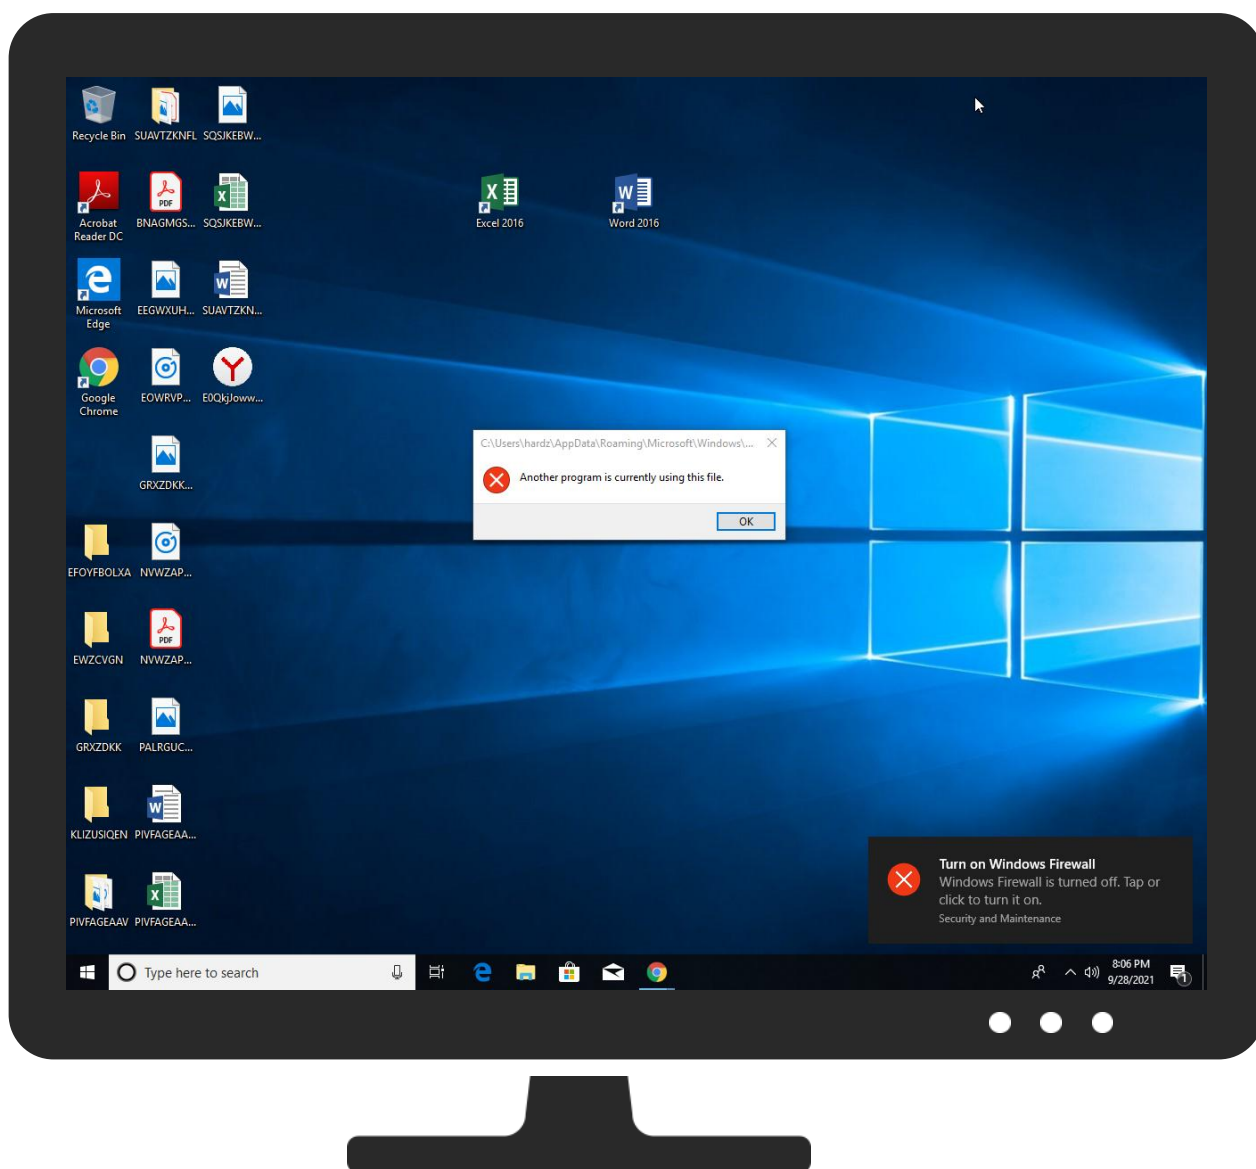 Recycle Bin
SUAVTZKNFL
SQSJKEBW...
Acrobat
Reader DC
BNAGMGS...
SQSJKEBW...
Excel 2016
Word 2016
Microsoft
Edge
EEGWXUH...
SUAVTZKN...
Google
Chrome
EOWRVP...
E0QkjJoww...
GRXZDKK...
C:\Users\hardz\AppData\Roaming\Microsoft\Windows\...
Another program is currently using this file.
OK
EFOYFBOLXA
NVWZAP...
EWZCVGN
NVWZAP...
PDF
PDF
GRXZDKK
PALRGUC...
KLIZUSIQEN
PIVFAGEAA...
PIVFAGEAAV
PIVFAGEAA...
Turn on Windows Firewall
Windows Firewall is turned off. Tap or
click to turn it on.
Security and Maintenance
Type here to search
8:06 PM
9/28/2021
1